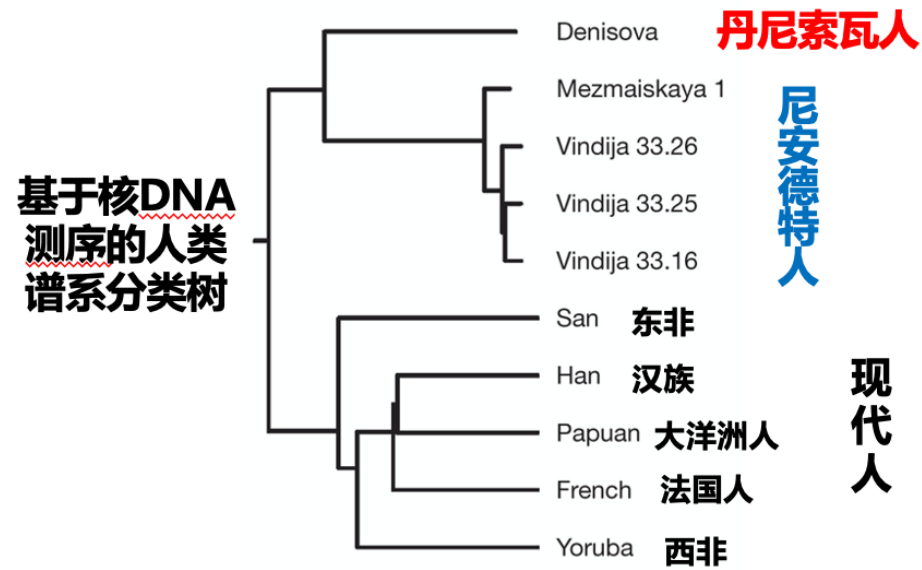 基于核DNA
测序的人类
谱系分类树
Denisova 丹尼索瓦人
Mezmaiskaya 1
Vindija 33.26
Vindija 33.25
Vindija 33.16
尼安德特人
San 东非
Han 汉族
Papuan 大洋洲人
French 法国人
Yoruba 西非
现代人